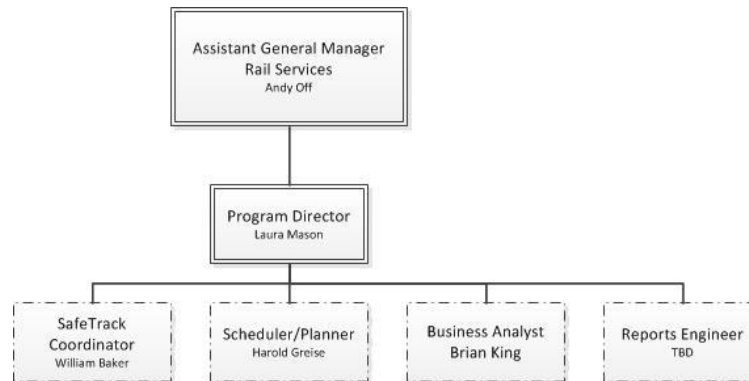 Assistant General Manager
Rail Services
Andy Off
Program Director
Laura Mason
SafeTrack
Coordinator
William Baker
Scheduler/Planner
Harold Greise
Business Analyst
Brian King
Reports Engineer
TBD